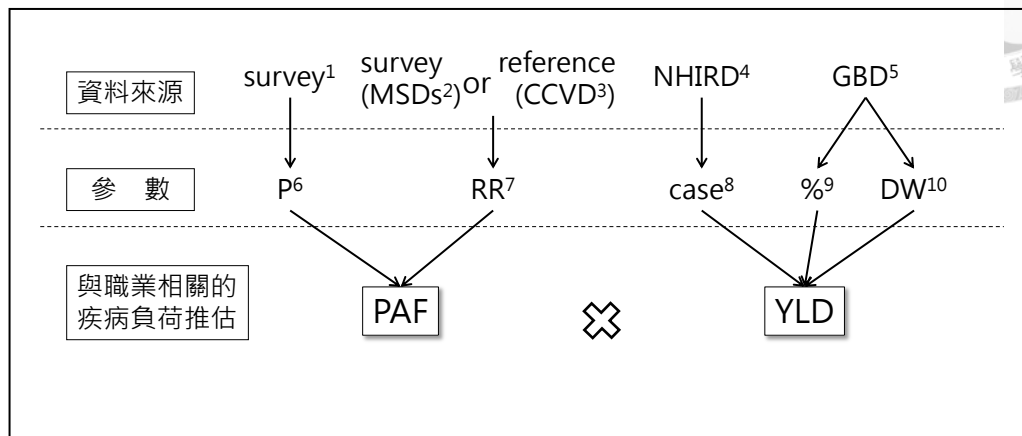 資料來源
survey1
survey
(MSDs2)
or
reference
(CCVD3)
NHIRD4
GBD5
參 數
P6
RR7
case8
%9
DW10
與職業相關的
疾病負荷推估
PAF
YLD